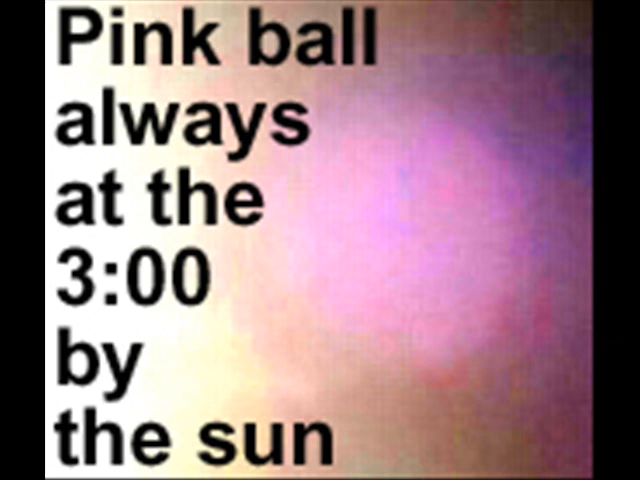 Pink ball
always
at the
3:00
by
the sun